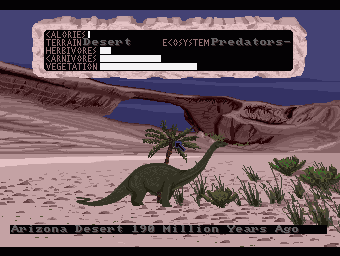 CALORIES
TERRAIN Desert ECOSYSTEM Predators-
HERBIVORES
CARNIVORES
VEGETATION
Arizona Desert 190 Million Years Ago